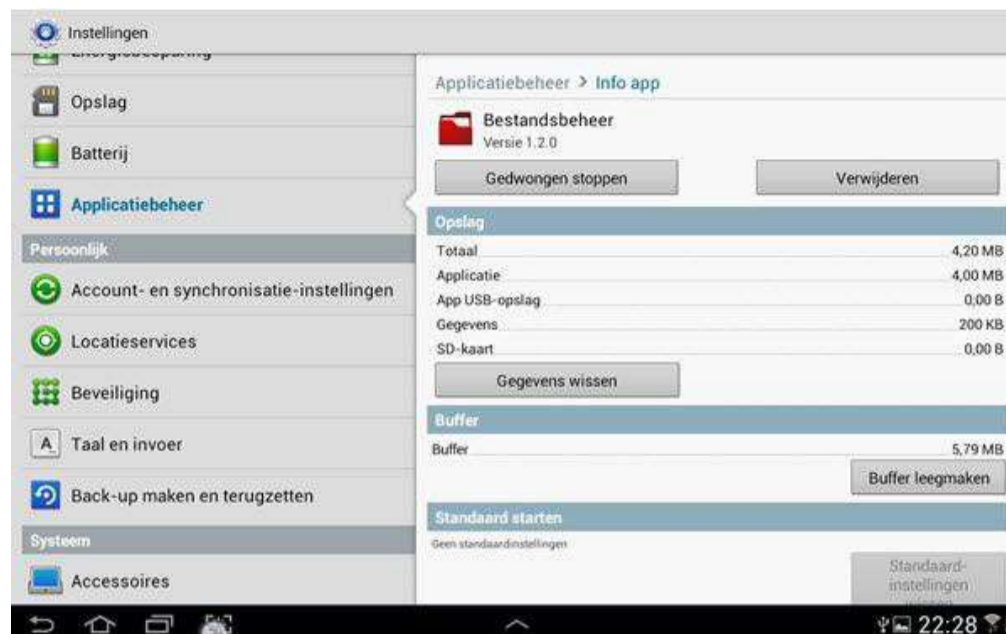 Instellingen
Energiebesparing
Opslag
Batterij
Applicatiebeheer
Persoonlijk
Account- en synchronisatie-instellingen
Locatieservices
Beveiliging
A Taal en invoer
Back-up maken en terugzetten
Systeem
Accessoires
Applicatiebeheer > Info app
Bestandsbeheer
Versie 1.2.0
Gedwongen stoppen Verwijderen
Opslag
Totaal 4,20 MB
Applicatie 4,00 MB
App USB-opslag 0,00 B
Gegevens 200 KB
SD-kaart 0,00 B
Gegevens wissen
Buffer
Buffer 5,79 MB
Buffer leegmaken
Standaard starten
Geen standaardinstellingen
Standaard-
instellingen
22:28